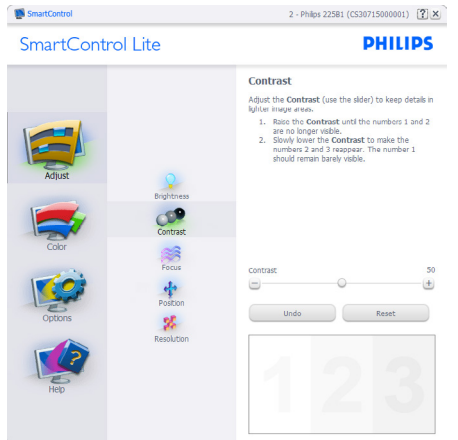 SmartControl
2 - Philips 225B1 (CS30715000001) ? X
SmartControl Lite
PHILIPS
Adjust
Color
Options
Help
Brightness
Contrast
Focus
Position
Resolution
Contrast
Adjust the Contrast (use the slider) to keep details in
lighter image areas.
1. Raise the Contrast until the numbers 1 and 2
are no longer visible.
2. Slowly lower the Contrast to make the
numbers 2 and 3 reappear. The number 1
should remain barely visible.
Contrast 50
Undo Reset
1 2 3